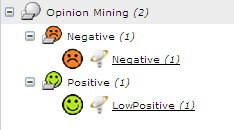 Opinion Mining (2)
Negative (1)
Negative (1)
Positive (1)
LowPositive (1)